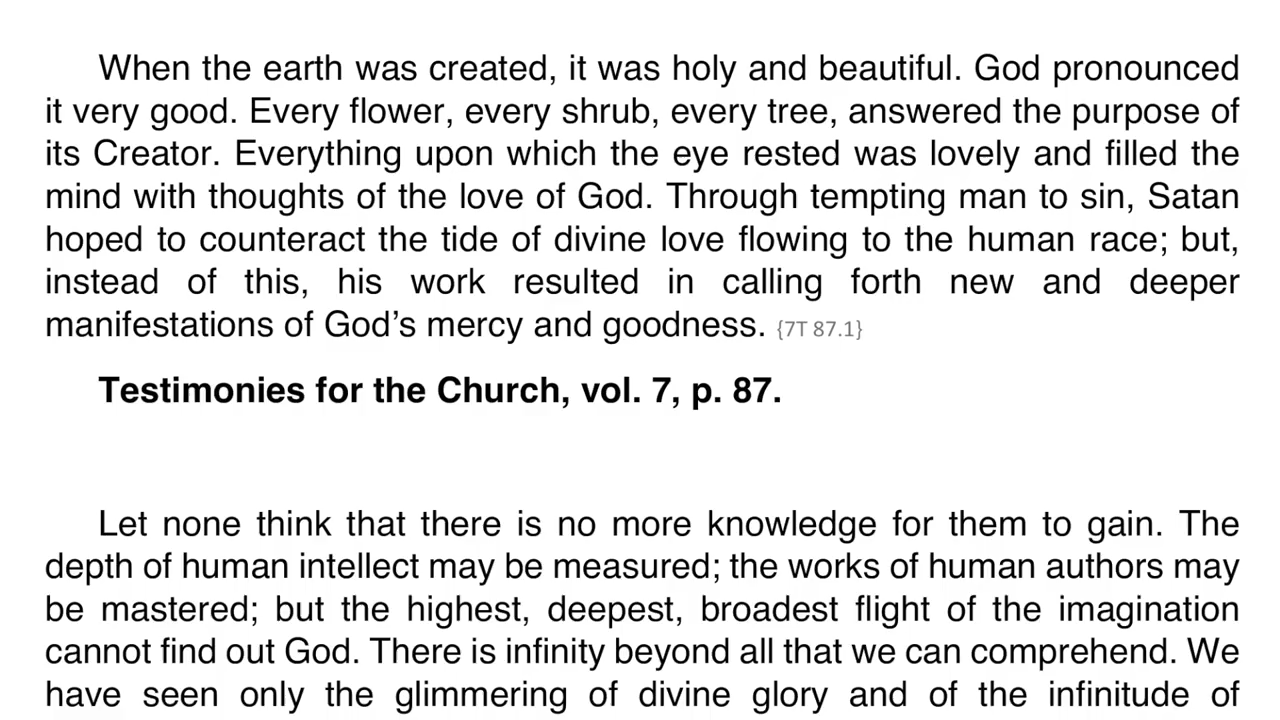 When the earth was created, it was holy and beautiful. God pronounced
it very good. Every flower, every shrub, every tree, answered the purpose of
its Creator. Everything upon which the eye rested was lovely and filled the
mind with thoughts of the love of God. Through tempting man to sin, Satan
hoped to counteract the tide of divine love flowing to the human race; but,
instead of this, his work resulted in calling forth new and deeper
manifestations of God’s mercy and goodness. {7T 87.1}
Testimonies for the Church, vol. 7, p. 87.
Let none think that there is no more knowledge for them to gain. The
depth of human intellect may be measured; the works of human authors may
be mastered; but the highest, deepest, broadest flight of the imagination
cannot find out God. There is infinity beyond all that we can comprehend. We
have seen only the glimmering of divine glory and of the infinitude of